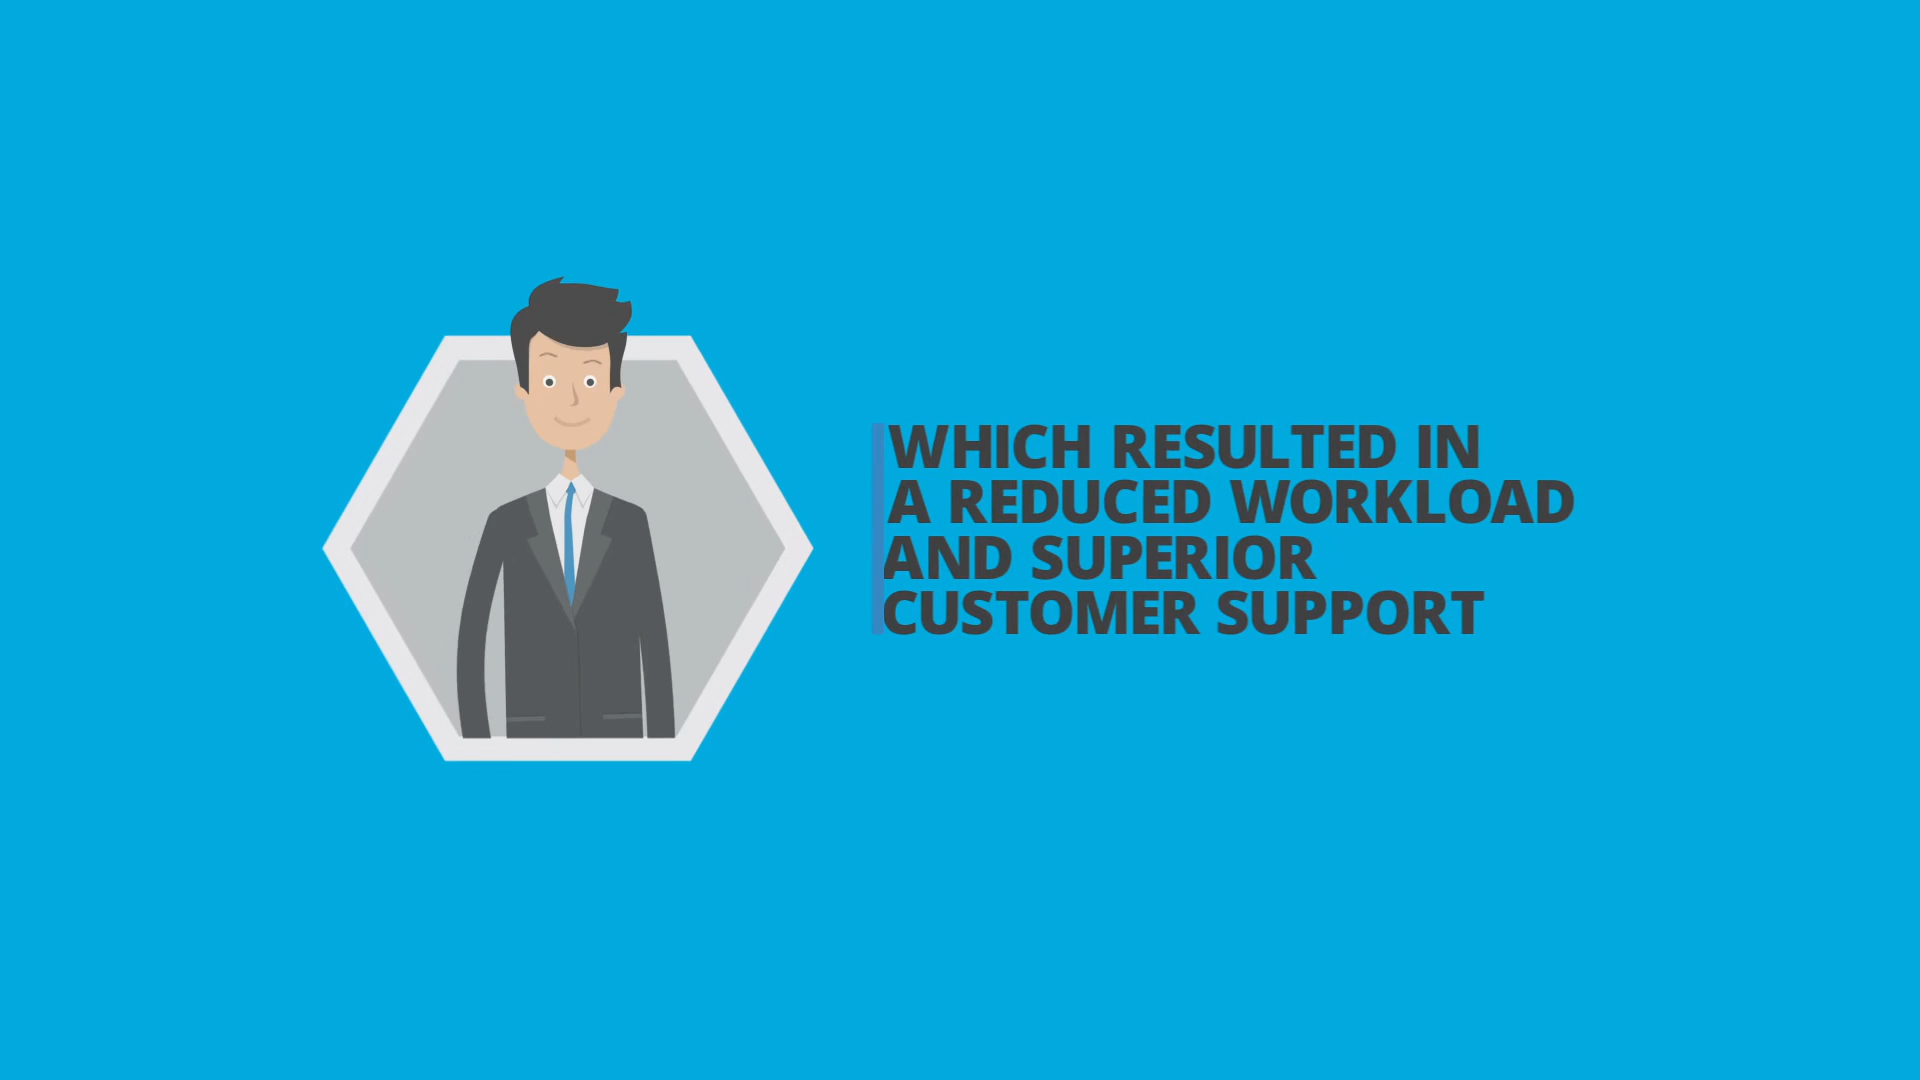 WHICH RESULTED IN
A REDUCED WORKLOAD
AND SUPERIOR
CUSTOMER SUPPORT